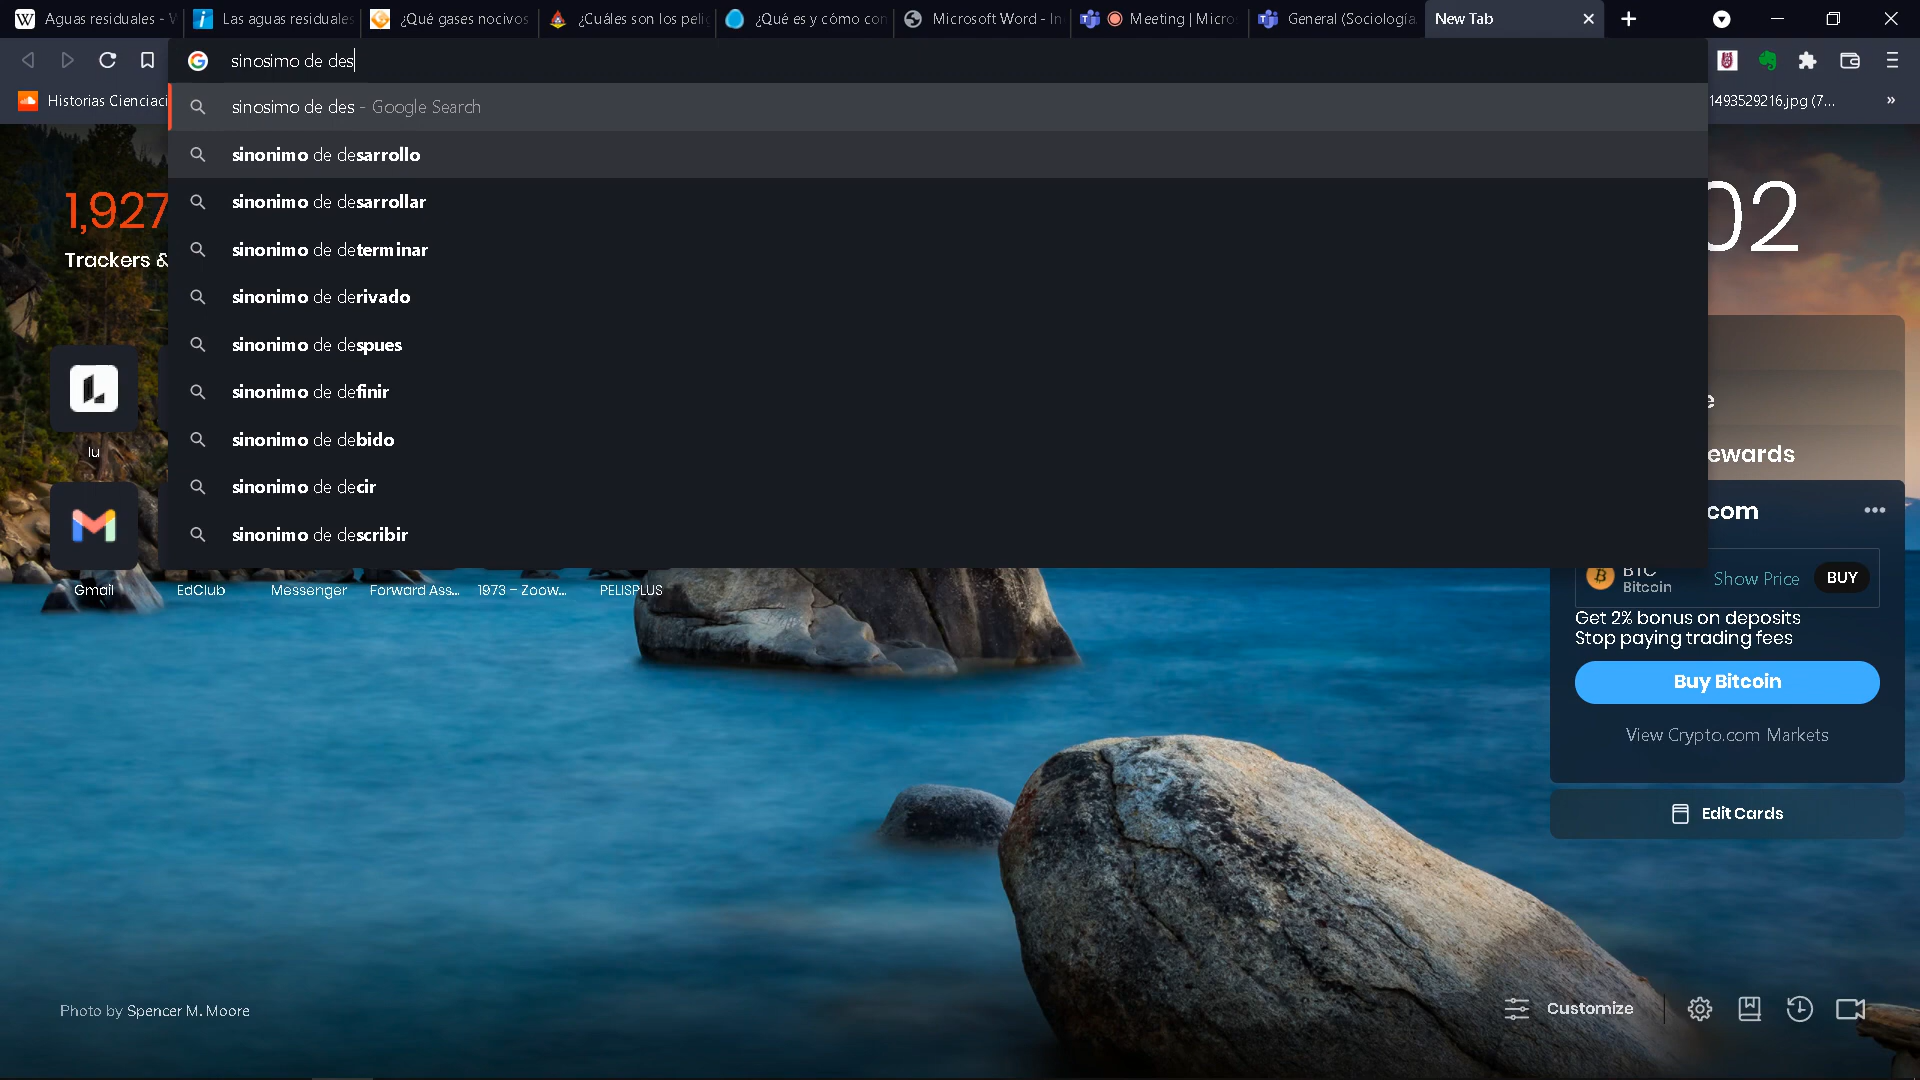 Aguas residuales - W
Las aguas residuales
¿Qué gases nocivos
¿Cuáles son los pelig
¿Qué es y cómo con
Microsoft Word - In
Meeting | Micro
General (Sociología
New Tab
sinosimo de des
Historias Cienciaci
1493529216.jpg (7...
sinosimo de des - Google Search
sinonimo de desarrollo
sinonimo de desarrollar
sinonimo de determinar
sinonimo de derivado
sinonimo de despues
sinonimo de definir
sinonimo de debido
sinonimo de decir
sinonimo de describir
1,927
Trackers &
02
lu
Gmail
EdClub
Messenger
Forward Ass...
1973 – Zoow...
PELISPLUS
e
ewards
com
BTC
Bitcoin
Show Price
BUY
Get 2% bonus on deposits
Stop paying trading fees
Buy Bitcoin
View Crypto.com Markets
Edit Cards
Photo by Spencer M. Moore
Customize